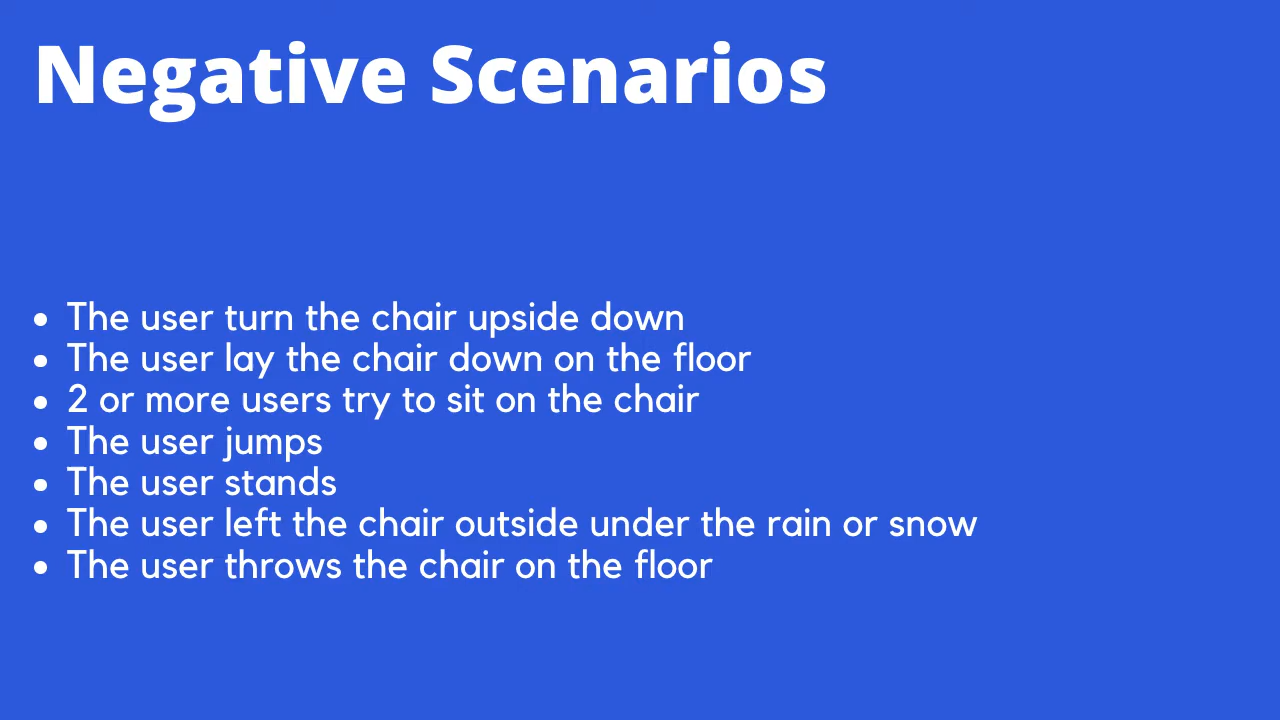 Negative Scenarios
• The user turn the chair upside down
• The user lay the chair down on the floor
• 2 or more users try to sit on the chair
• The user jumps
• The user stands
• The user left the chair outside under the rain or snow
• The user throws the chair on the floor